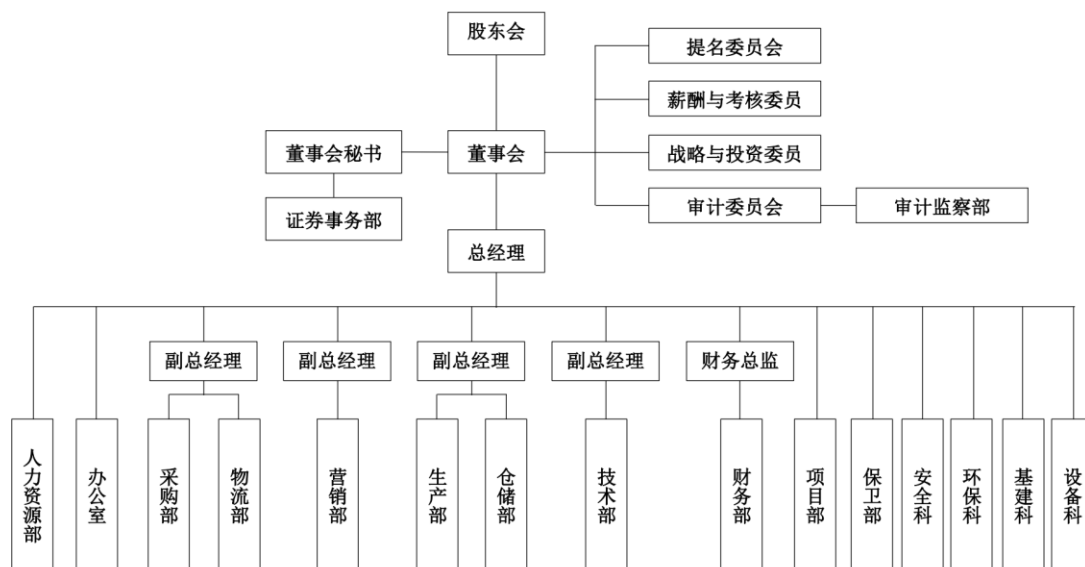 股东会
提名委员会
薪酬与考核委员
董事会秘书
董事会
战略与投资委员
证券事务部
审计委员会
审计监察部
总经理
副总经理
副总经理
副总经理
副总经理
财务总监
人力资源部
办公室
采购部
物流部
营销部
生产部
仓储部
技术部
财务部
项目部
保卫部
安全科
环保科
基建科
设备科